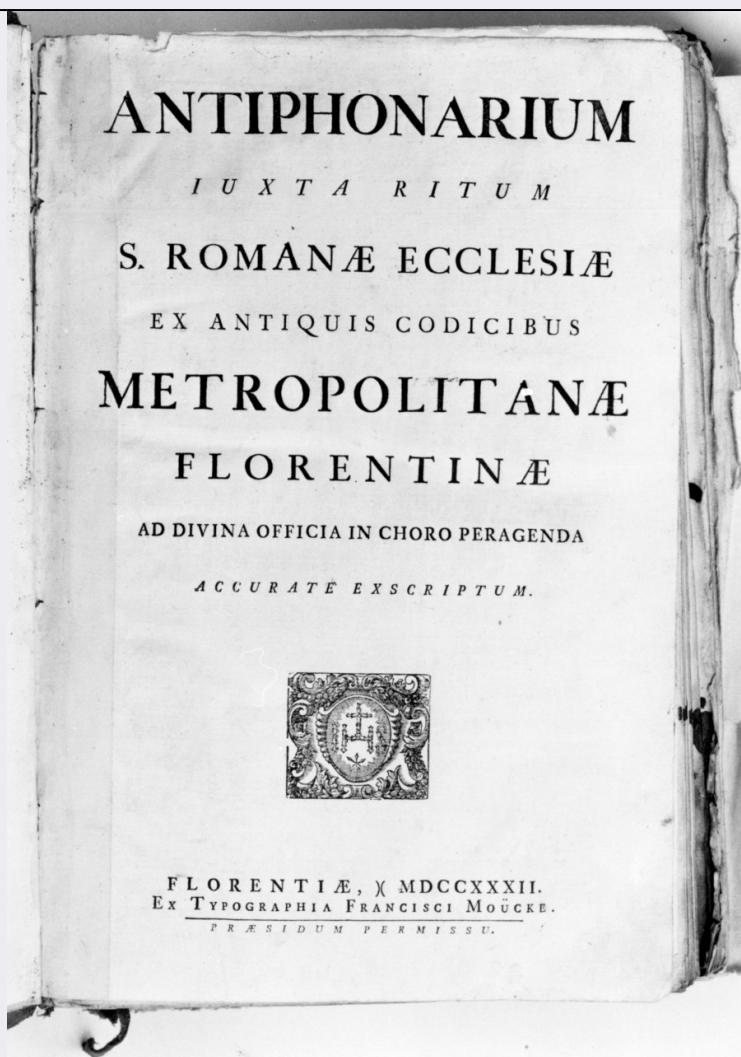 ANTIPHONARIUM
IUXTA RITUM
S. ROMANÆ ECCLESIÆ
EX ANTIQUIS CODICIBUS
METROPOLITANÆ
FLORENTINÆ
AD DIVINA OFFICIA IN CHORO PERAGENDA
ACCURATE EXSCRIPTUM.
FLORENTIÆ, )( MDCCXXXII.
EX TYPOGRAPHIA FRANCISCI MOÜCKE.
PRÆSIDUM PERMISSU.